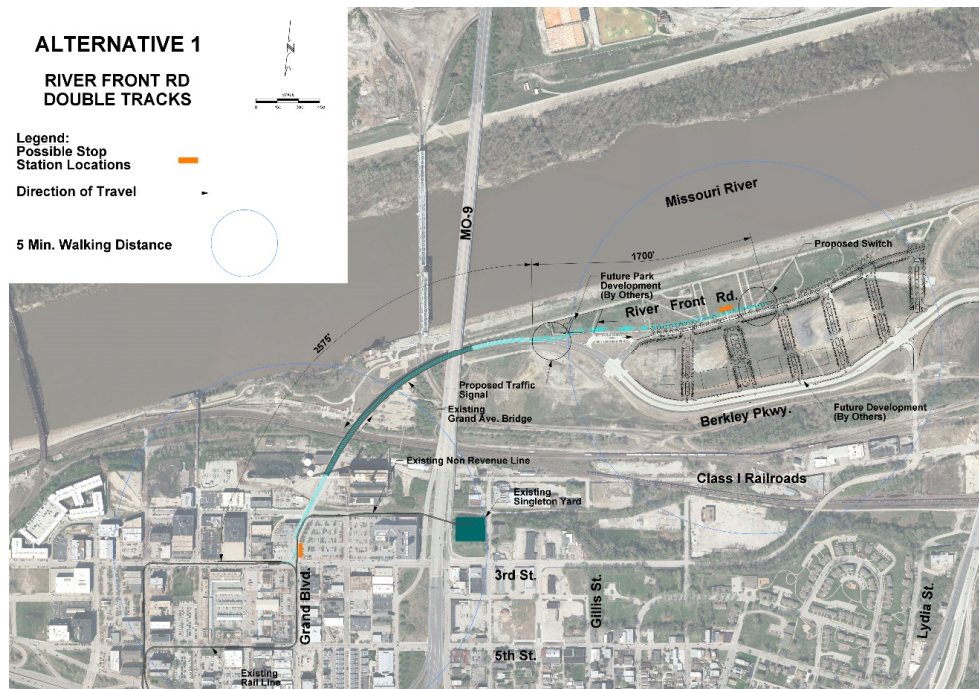 ALTERNATIVE 1
RIVER FRONT RD
DOUBLE TRACKS
N
Legend:
Possible Stop
Station Locations
Direction of Travel
5 Min. Walking Distance
MO-9
Missouri River
Proposed Switch
1700'
Future Park
Development
(By Others)
River Front Rd.
2575'
Proposed Traffic
Signal
Existing
Grand Ave. Bridge
Berkley Pkwy.
Future Development
(By Others)
Existing Non Revenue Line
Class I Railroads
Existing
Singleton Yard
Grand Blvd.
3rd St.
Gillis St.
Lydia St.
5th St.
Existing
Rail Line